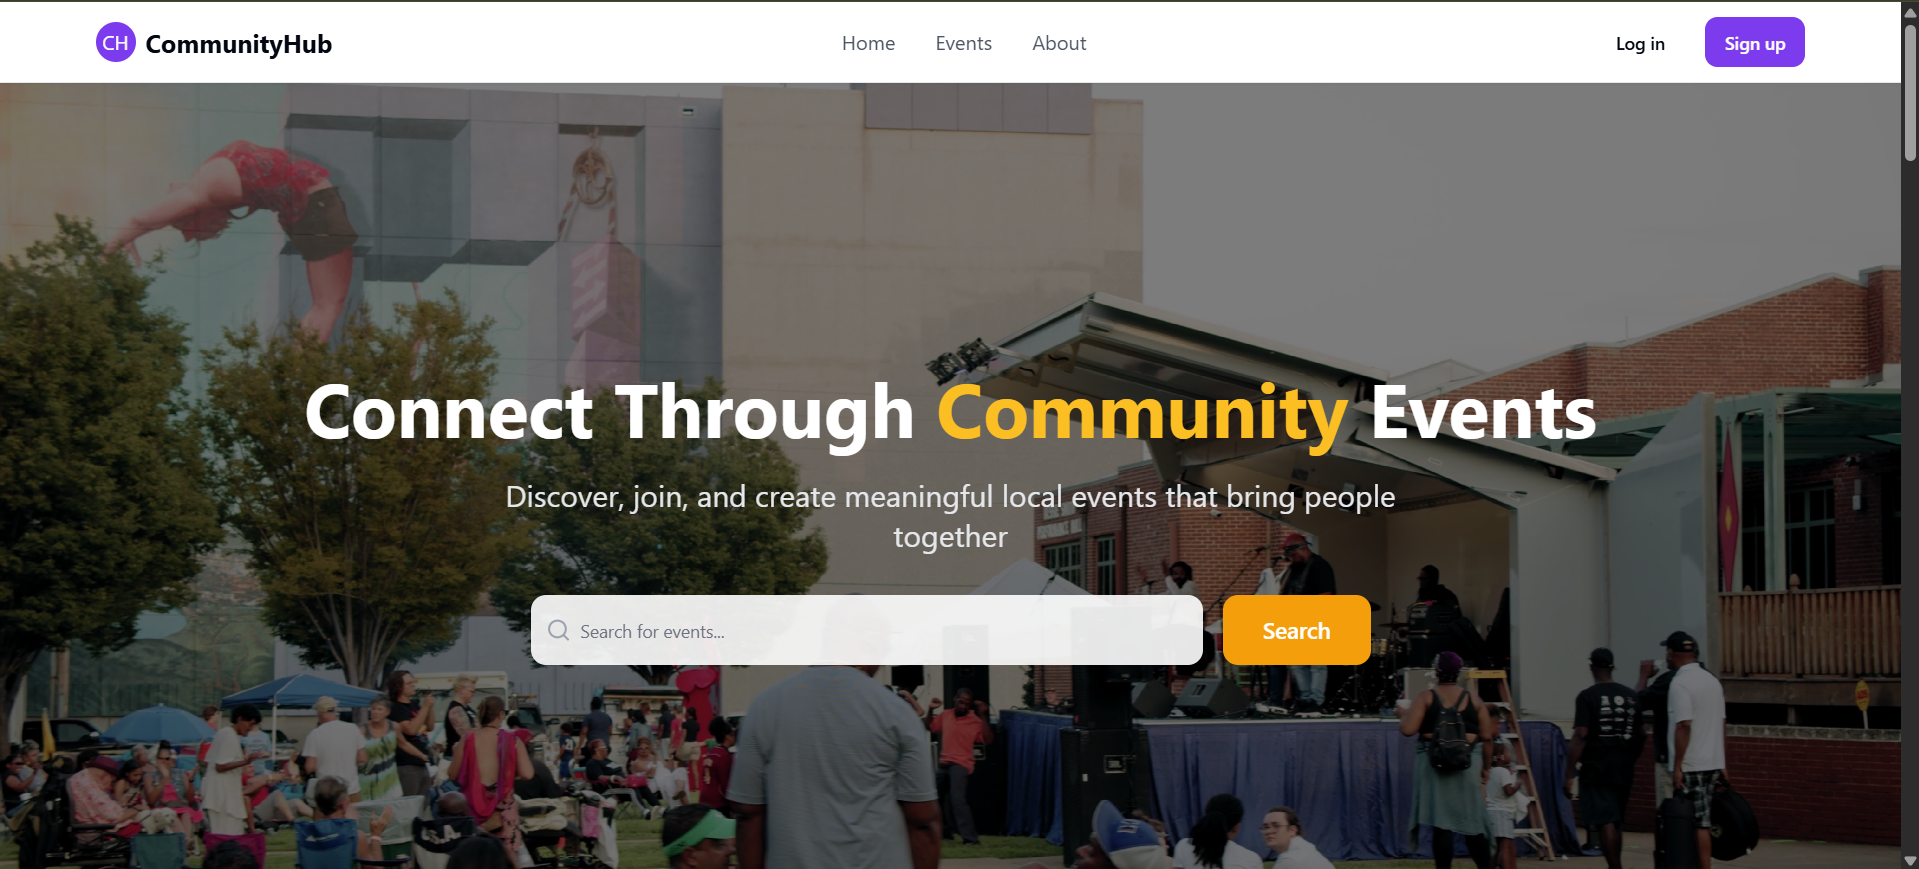 CH CommunityHub
Home Events About
Log in Sign up
Connect Through Community Events
Discover, join, and create meaningful local events that bring people
together
Search for events...
Search
JBL